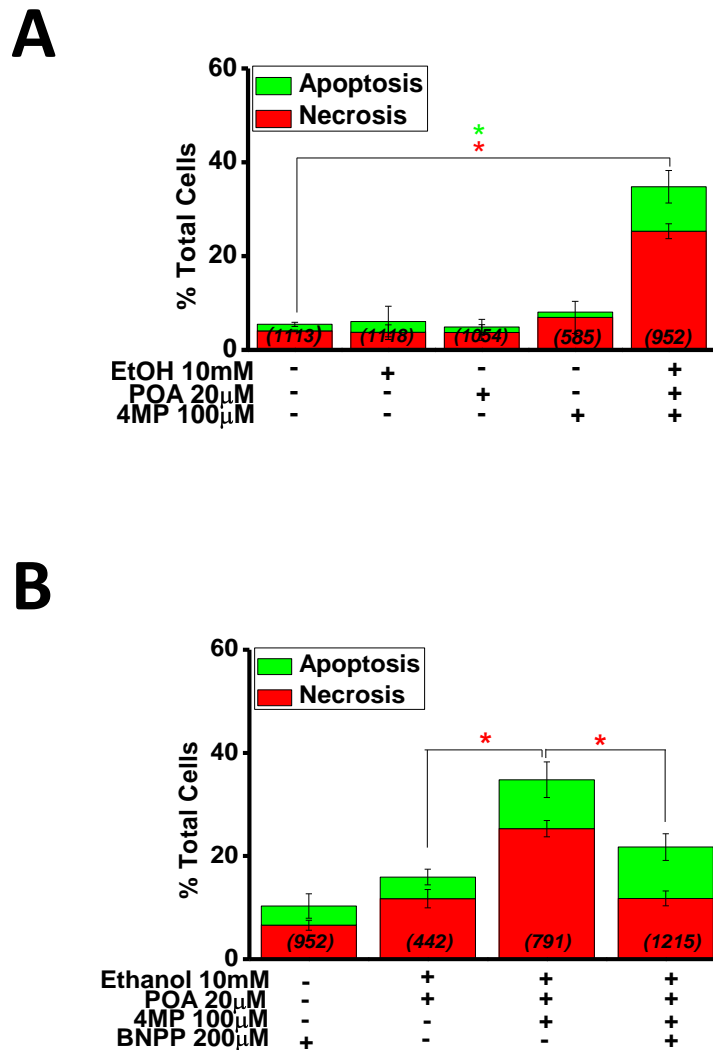 A
60
Apoptosis
Necrosis
*
*
40
% Total Cells
20
0
(1113) (1118) (1054) (585) (952)
EtOH 10mM - + - - +
POA 20μM - - + - +
4MP 100μM - - - + +
B
60
Apoptosis
Necrosis
* *
40
% Total Cells
20
0
(952) (442) (791) (1215)
Ethanol 10mM - + + +
POA 20μM - + + +
4MP 100μM - - + +
BNPP 200μM + - - +